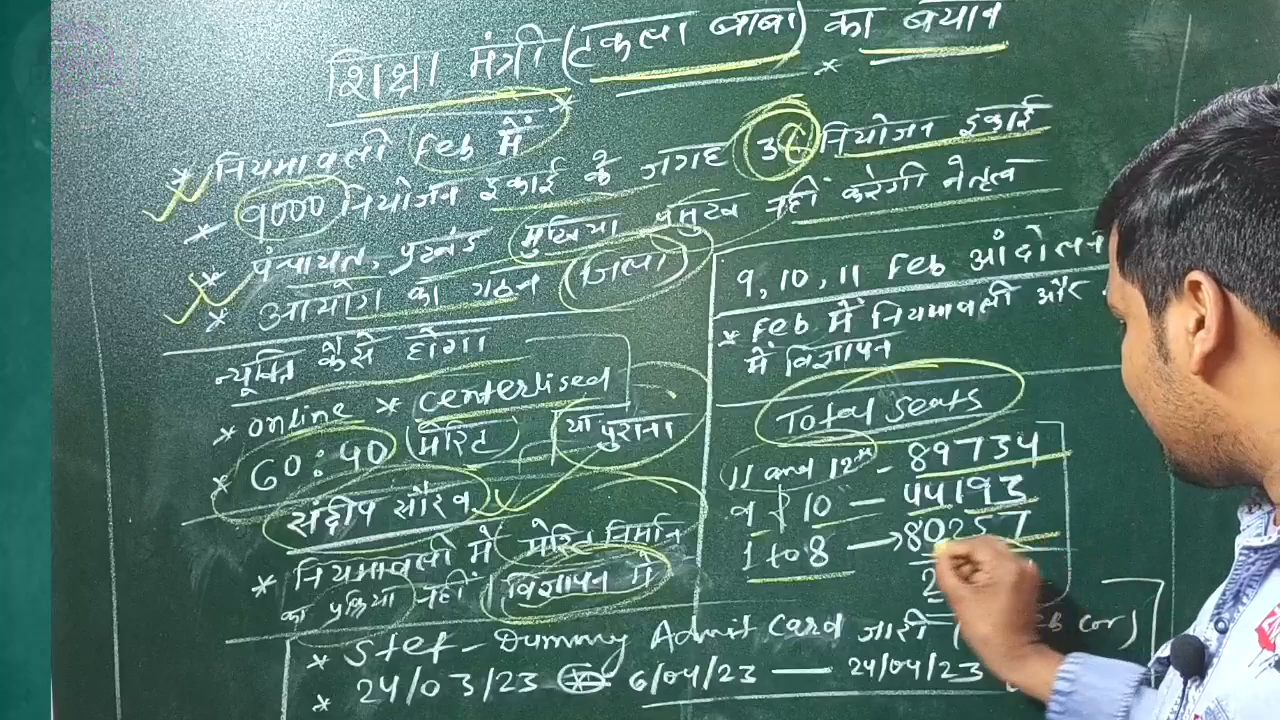 शिक्षा मंत्री (टकला बाबा) का बयान
* नियमावली Feb में
* 9000 नियोजन इकाई के जगह 38 नियोजन इकाई
* पंचायत, प्रखंड मुखिया प्रमुख नहीं करेगी नेतृत्व
* आयोग का गठन (जिला)
न्यूक्ति कैसे होगा
* online * centerlised
* 60:40 (मेरिट) या पुराना
संदीप सौरव
* नियमावली में मेरिट निर्माण
का प्रक्रिया नहीं। विज्ञापन में
9, 10, 11 Feb आंदोलन
* Feb में नियमावली और
में विज्ञापन
Total seats
11 and 12th - 89734
9 10 - 44193
1 to 8 → 80257
2
* Stet - Dummy Admit Card जारी ( cor)
* 24/03/23 6/04/23 — 24/04/23